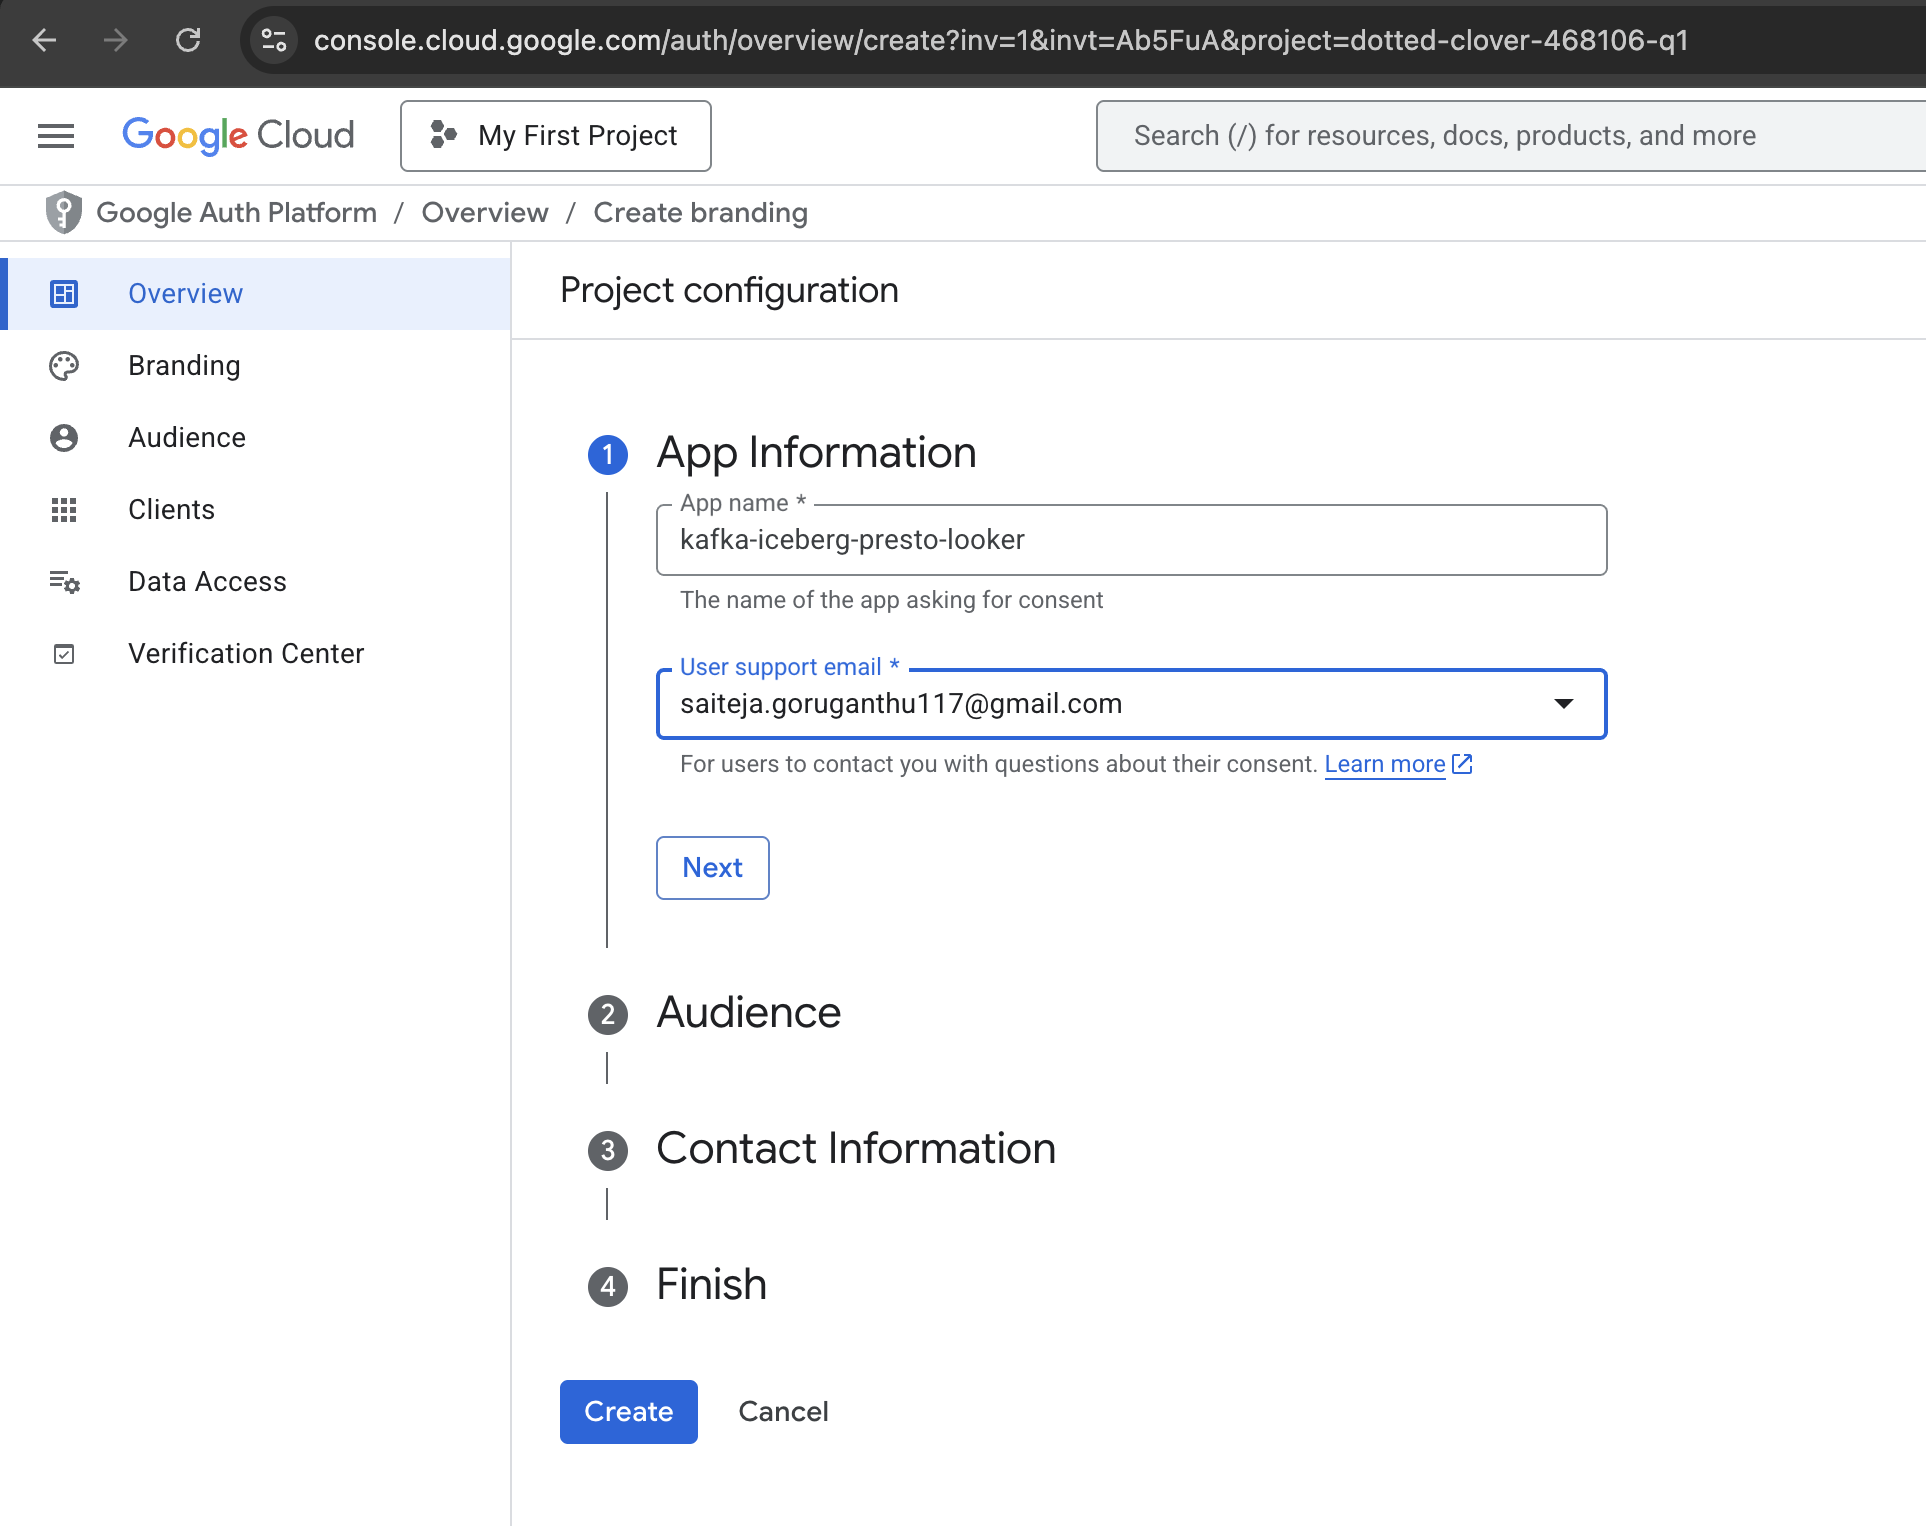 console.cloud.google.com/auth/overview/create?inv=1&invt=Ab5FuA&project=dotted-clover-468106-q1
Google Cloud
My First Project
Search (/) for resources, docs, products, and more
Google Auth Platform / Overview / Create branding
Overview
Branding
Audience
Clients
Data Access
Verification Center
Project configuration
1 App Information
App name *
kafka-iceberg-presto-looker
The name of the app asking for consent
User support email *
saiteja.goruganthu117@gmail.com
For users to contact you with questions about their consent. Learn more
Next
2 Audience
3 Contact Information
4 Finish
Create Cancel